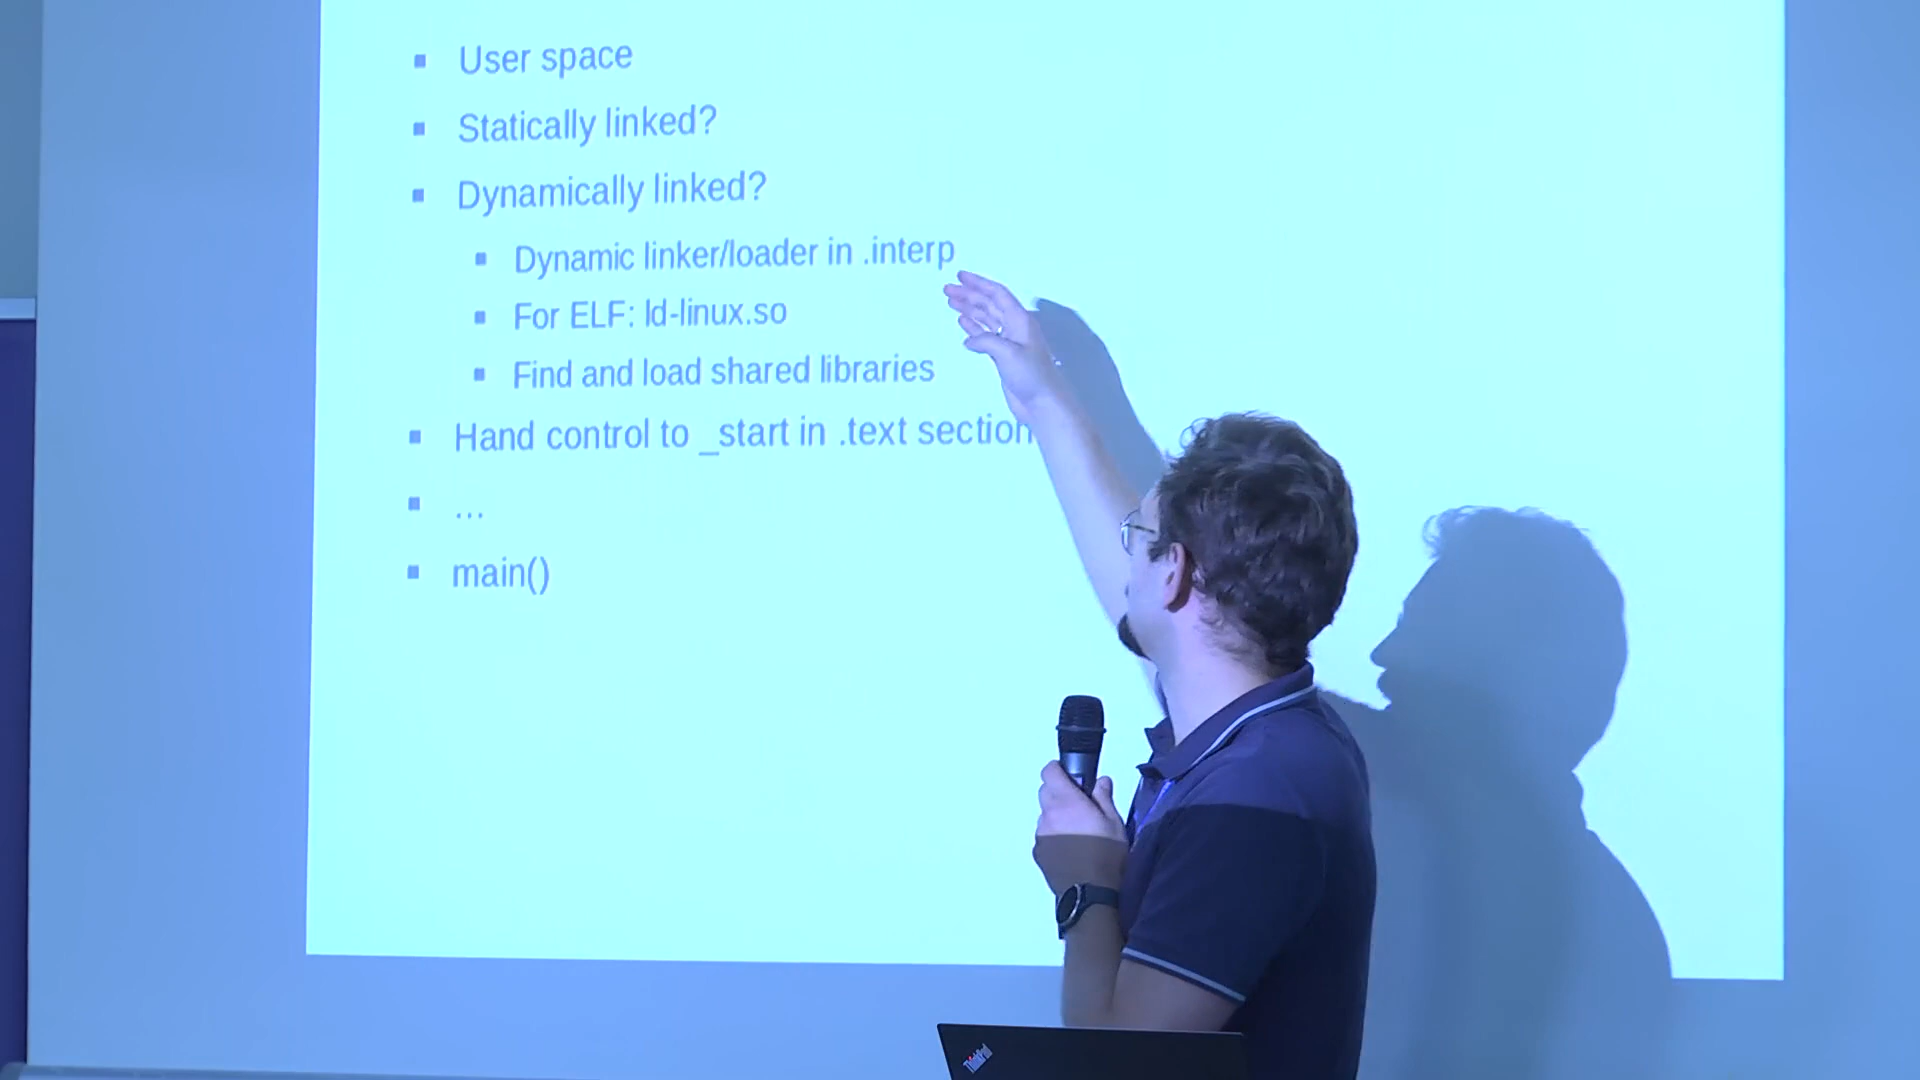 User space
Statically linked?
Dynamically linked?
Dynamic linker/loader in .interp
For ELF: ld-linux.so
Find and load shared libraries
Hand control to _start in .text section
...
main()
ThinkPad